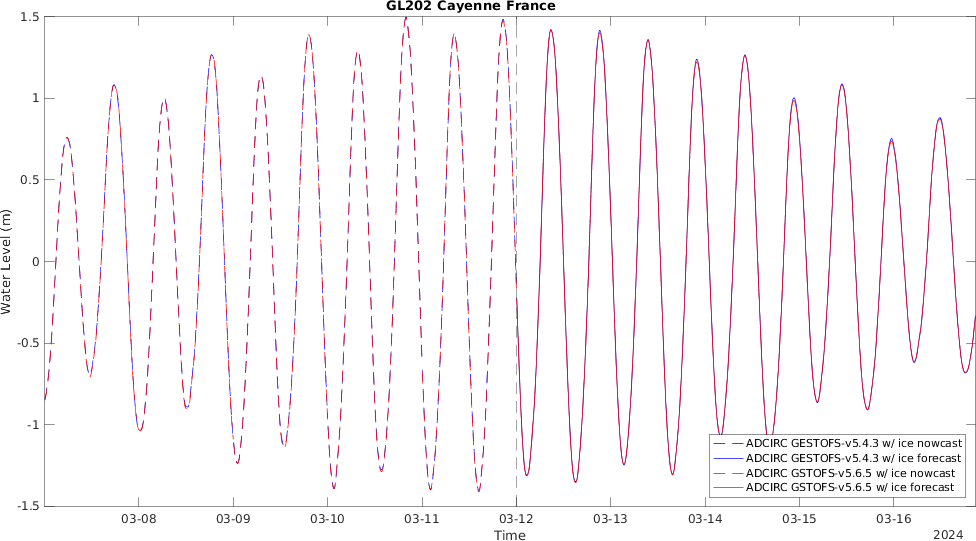 GL202 Cayenne France
1.5
1
0.5
0
-0.5
-1
-1.5
Water Level (m)
ADCIRC GESTOFS-v5.4.3 w/ ice nowcast
ADCIRC GESTOFS-v5.4.3 w/ ice forecast
ADCIRC GSTOFS-v5.6.5 w/ ice nowcast
ADCIRC GSTOFS-v5.6.5 w/ ice forecast
03-08 03-09 03-10 03-11 03-12 03-13 03-14 03-15 03-16
Time
2024